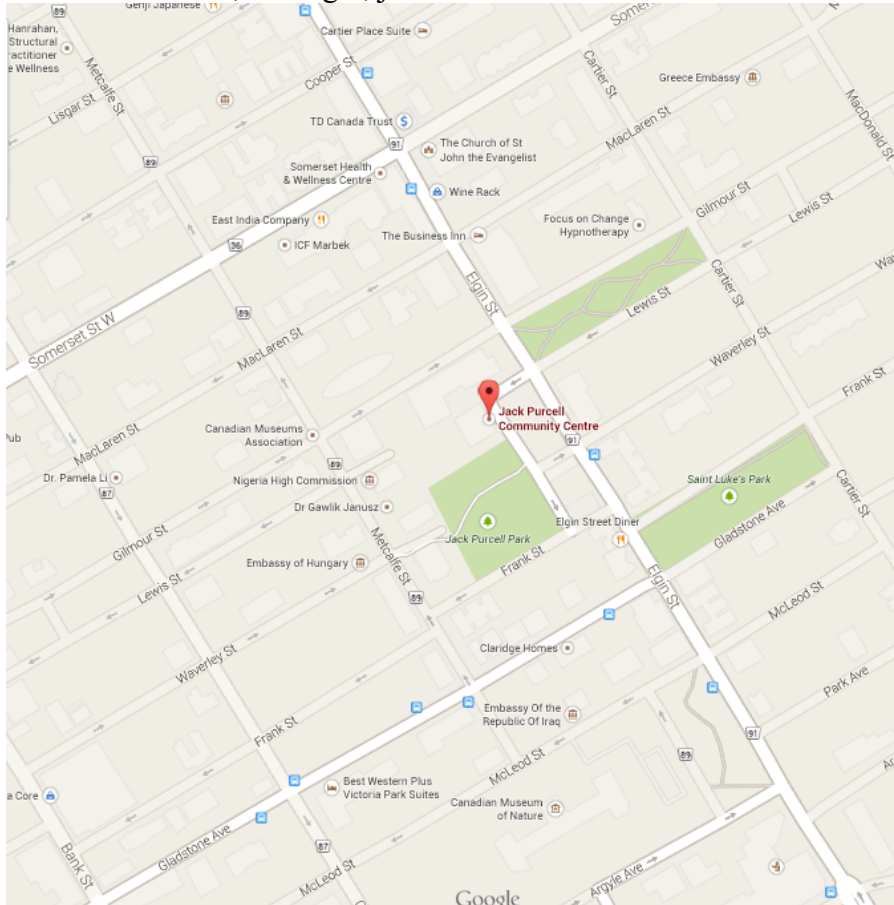 Genji Japanese
89
Somers
Hanrahan,
Structural
ractitioner
e Wellness
Cartier Place Suite
Cooper St
Metcalfe St
Lisgar St
Cartier St
Greece Embassy
MacDonald St
TD Canada Trust
91
MacLaren St
The Church of St
John the Evangelist
89
Somerset Health
& Wellness Centre
Wine Rack
Gilmour St
Lewis St
East India Company
Focus on Change
Hypnotherapy
The Business Inn
36
ICF Marbek
Elgin St
Cartier St
Lewis St
89
Somerset St W
MacLaren St
Waverley St
Frank St
Jack Purcell
Community Centre
Canadian Museums
Association
91
MacLaren St
Pub
89
Dr. Pamela Li
Nigeria High Commission
Saint Luke's Park
Cartier St
87
Dr Gawlik Janusz
Elgin Street Diner
Gladstone Ave
Gilmour St
Jack Purcell Park
Metcalfe St
Embassy of Hungary
Frank St
Lewis St
89
Elgin St
McLeod St
Waverley St
Claridge Homes
Park Ave
Embassy Of the
Republic Of Iraq
Frank St
91
89
McLeod St
Best Western Plus
Victoria Park Suites
a Core
Canadian Museum
of Nature
Gladstone Ave
87
Bank St
McLeod St
Argyle Ave
Google